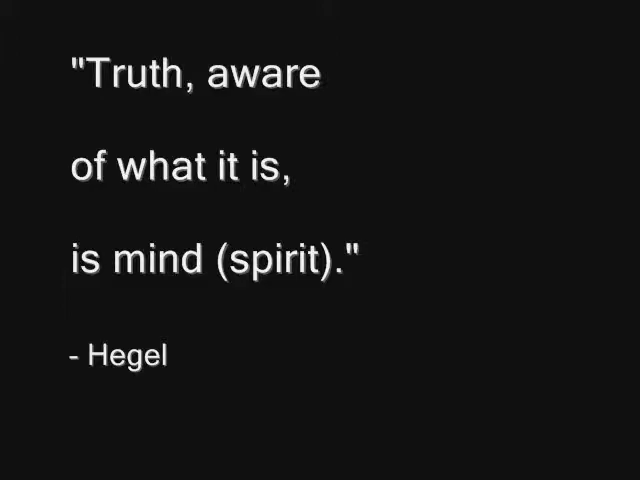 "Truth, aware
of what it is,
is mind (spirit)."
- Hegel